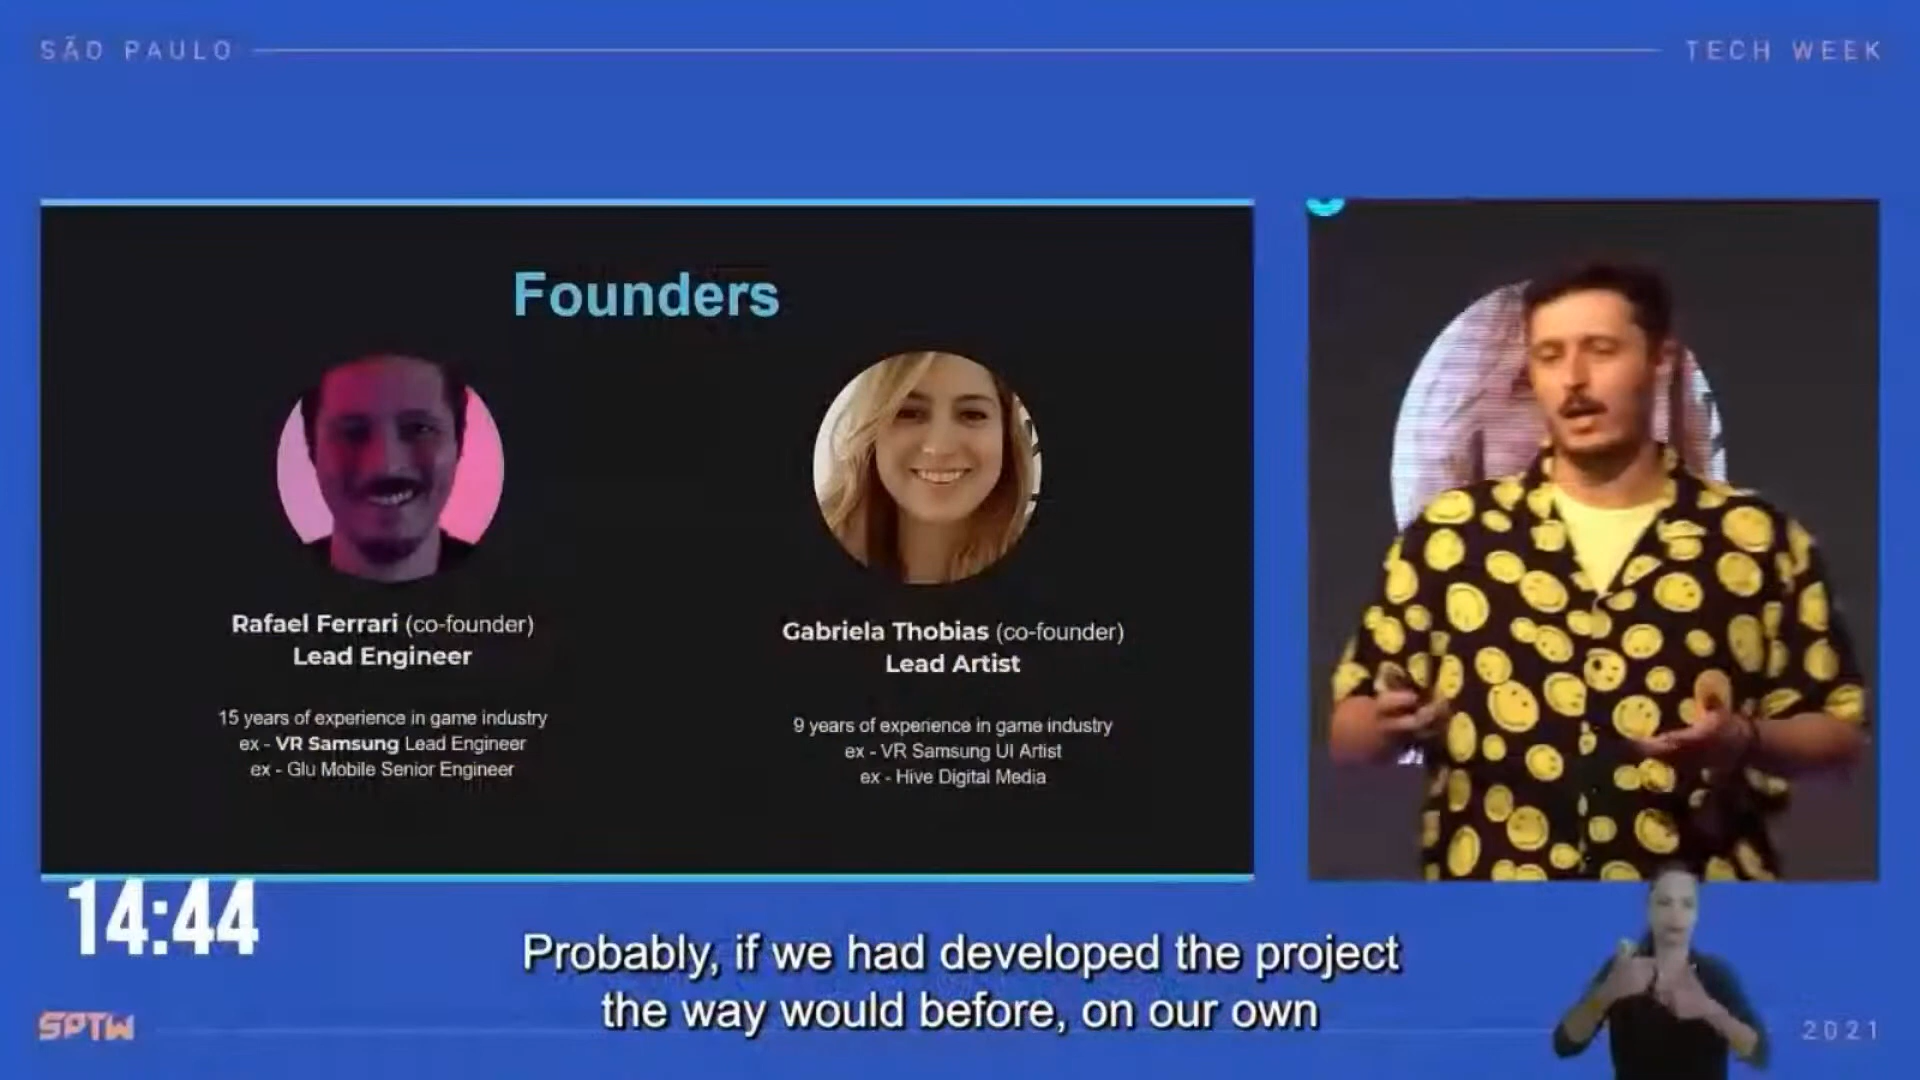 SÃO PAULO
TECH WEEK
Founders
Rafael Ferrari (co-founder)
Lead Engineer
15 years of experience in game industry
ex - VR Samsung Lead Engineer
ex - Glu Mobile Senior Engineer
Gabriela Thobias (co-founder)
Lead Artist
9 years of experience in game industry
ex - VR Samsung UI Artist
ex - Hive Digital Media
14:44
Probably, if we had developed the project
the way would before, on our own
SPTW
2021